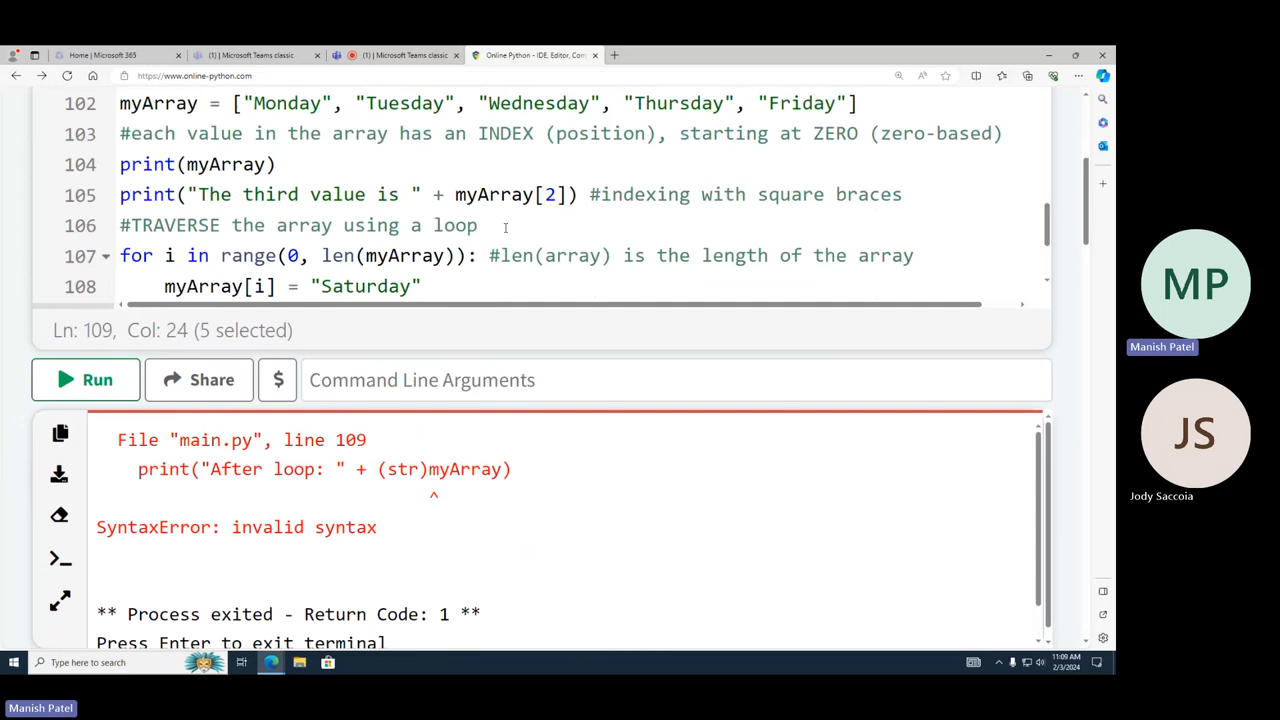 Home | Microsoft 365
(1) | Microsoft Teams classic
(1) | Microsoft Teams classic
Online Python - IDE, Editor, Com
https://www.online-python.com
102 myArray = ["Monday", "Tuesday", "Wednesday", "Thursday", "Friday"]
103 #each value in the array has an INDEX (position), starting at ZERO (zero-based)
104 print(myArray)
105 print("The third value is " + myArray[2]) #indexing with square braces
106 #TRAVERSE the array using a loop
107 for i in range(0, len(myArray)): #len(array) is the length of the array
108 myArray[i] = "Saturday"
Ln: 109, Col: 24 (5 selected)
Run
Share
$
Command Line Arguments
File "main.py", line 109
print("After loop: " + (str)myArray)
^
SyntaxError: invalid syntax
** Process exited - Return Code: 1 **
Press Enter to exit terminal
Type here to search
11:09 AM
2/3/2024
MP
Manish Patel
JS
Jody Saccoia
Manish Patel